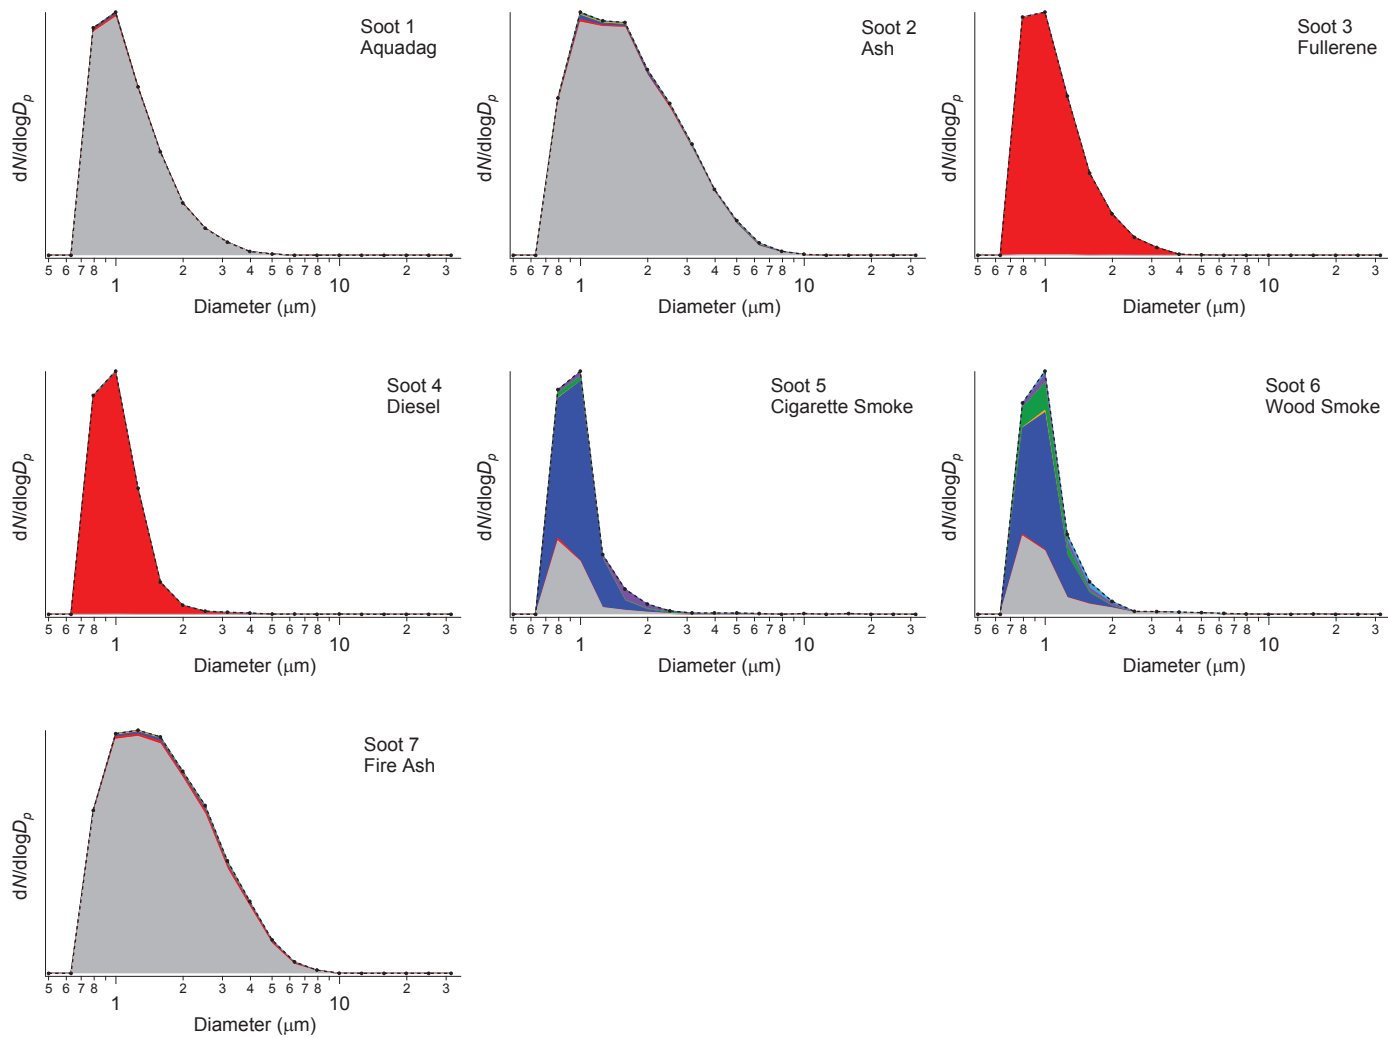 Soot 1
Aquadag
dN/dlogDp
5 6 7 8 1 2 3 4 5 6 7 8 10 2 3
Diameter (μm)
Soot 2
Ash
dN/dlogDp
5 6 7 8 1 2 3 4 5 6 7 8 10 2 3
Diameter (μm)
Soot 3
Fullerene
dN/dlogDp
5 6 7 8 1 2 3 4 5 6 7 8 10 2 3
Diameter (μm)
Soot 4
Diesel
dN/dlogDp
5 6 7 8 1 2 3 4 5 6 7 8 10 2 3
Diameter (μm)
Soot 5
Cigarette Smoke
dN/dlogDp
5 6 7 8 1 2 3 4 5 6 7 8 10 2 3
Diameter (μm)
Soot 6
Wood Smoke
dN/dlogDp
5 6 7 8 1 2 3 4 5 6 7 8 10 2 3
Diameter (μm)
Soot 7
Fire Ash
dN/dlogDp
5 6 7 8 1 2 3 4 5 6 7 8 10 2 3
Diameter (μm)